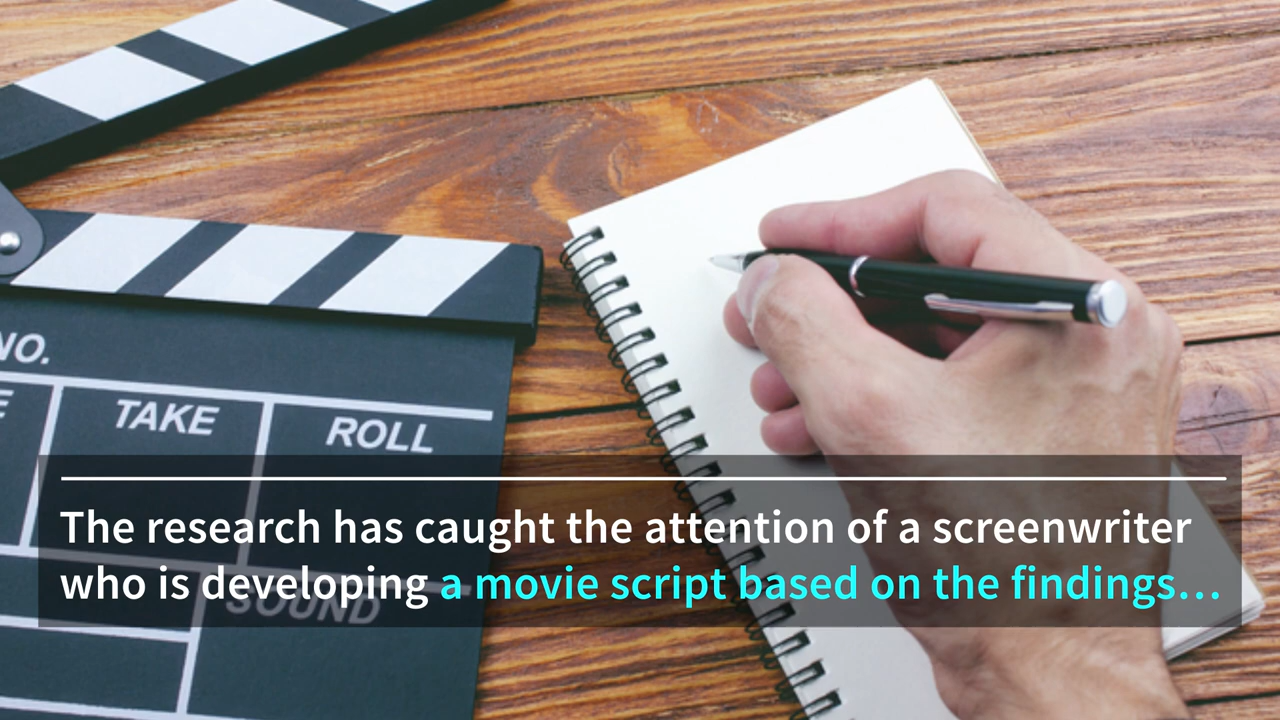 NO.
E TAKE ROLL
SOUND
The research has caught the attention of a screenwriter
who is developing a movie script based on the findings...